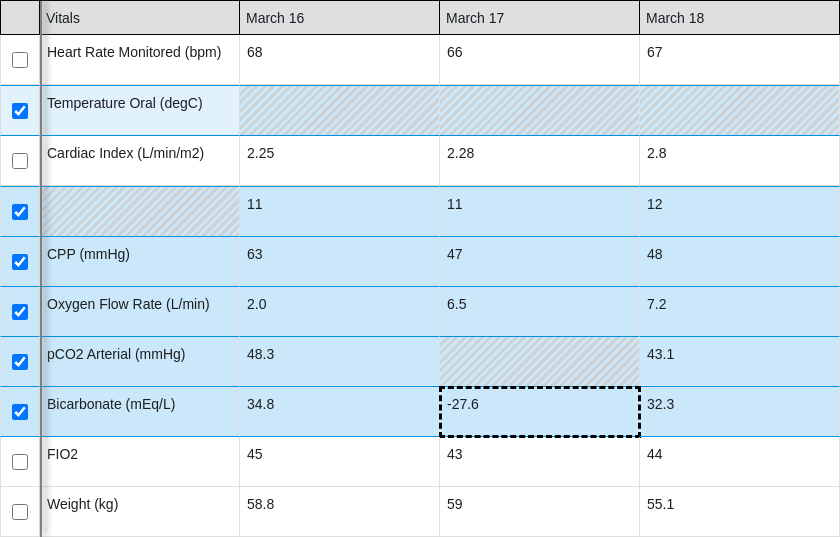 Vitals March 16 March 17 March 18
Heart Rate Monitored (bpm) 68 66 67
Temperature Oral (degC)
Cardiac Index (L/min/m2) 2.25 2.28 2.8
11 11 12
CPP (mmHg) 63 47 48
Oxygen Flow Rate (L/min) 2.0 6.5 7.2
pCO2 Arterial (mmHg) 48.3 43.1
Bicarbonate (mEq/L) 34.8 -27.6 32.3
FIO2 45 43 44
Weight (kg) 58.8 59 55.1